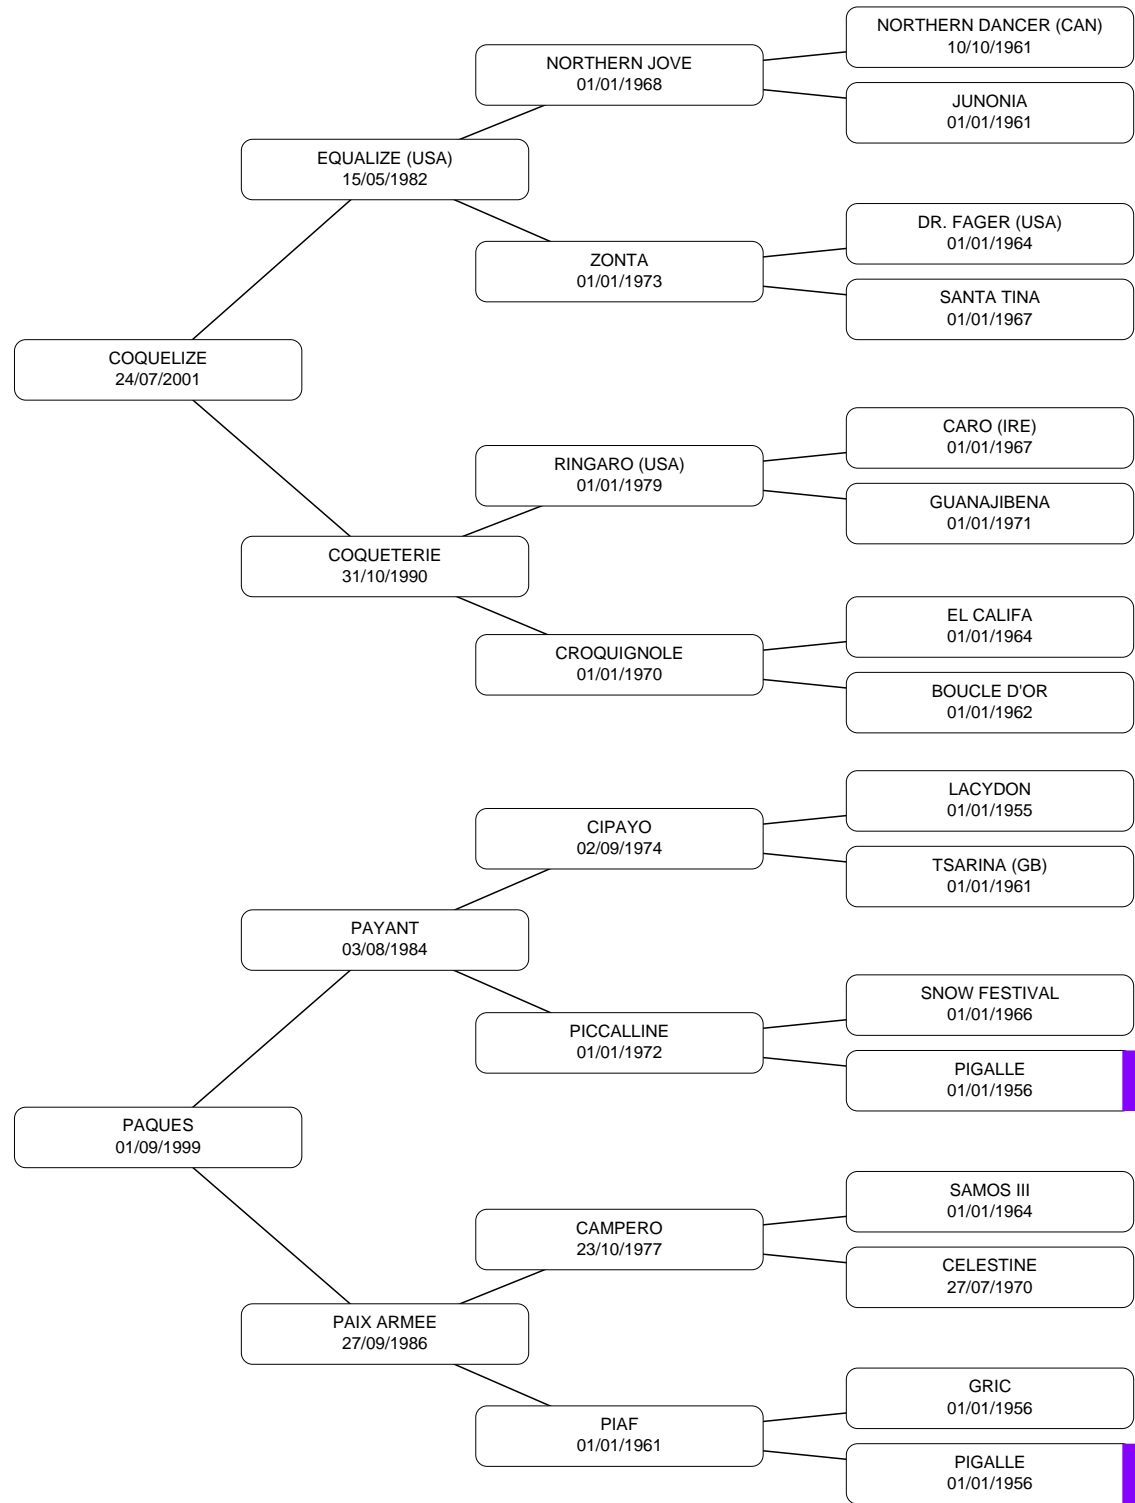 NORTHERN DANCER (CAN)
10/10/1961
NORTHERN JOVE
01/01/1968
JUNONIA
01/01/1961
EQUALIZE (USA)
15/05/1982
DR. FAGER (USA)
01/01/1964
ZONTA
01/01/1973
SANTA TINA
01/01/1967
COQUELIZE
24/07/2001
CARO (IRE)
01/01/1967
RINGARO (USA)
01/01/1979
GUANAJIBENA
01/01/1971
COQUETERIE
31/10/1990
EL CALIFA
01/01/1964
CROQUIGNOLE
01/01/1970
BOUCLE D'OR
01/01/1962
LACYDON
01/01/1955
CIPAYO
02/09/1974
TSARINA (GB)
01/01/1961
PAYANT
03/08/1984
SNOW FESTIVAL
01/01/1966
PICCALLINE
01/01/1972
PIGALLE
01/01/1956
PAQUES
01/09/1999
SAMOS III
01/01/1964
CAMPERO
23/10/1977
CELESTINE
27/07/1970
PAIX ARMEE
27/09/1986
GRIC
01/01/1956
PIAF
01/01/1961
PIGALLE
01/01/1956